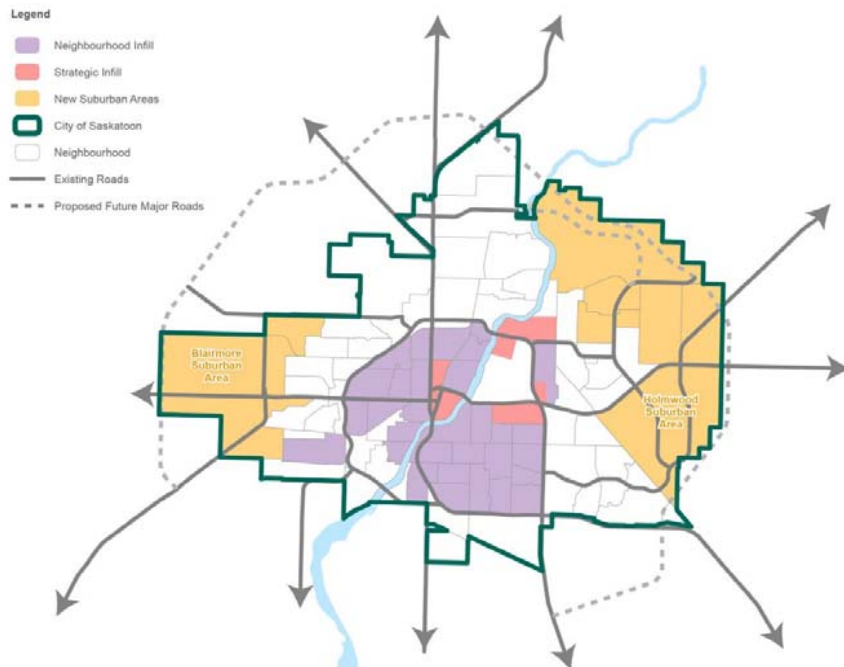 Legend
Neighbourhood Infill
Strategic Infill
New Suburban Areas
City of Saskatoon
Neighbourhood
Existing Roads
Proposed Future Major Roads
Blairmore
Suburban
Area
Holmwood
Suburban
Area